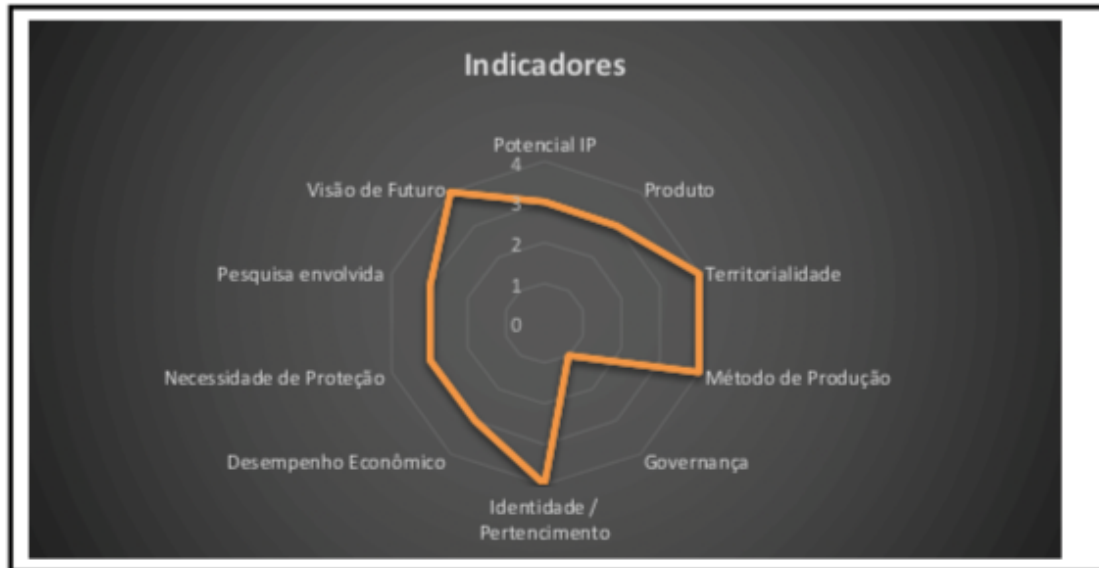 Indicadores
Potencial IP
4
Visão de Futuro
Produto
3
2
Pesquisa envolvida
Territorialidade
1
0
Necessidade de Proteção
Método de Produção
Desempenho Econômico
Governança
Identidade /
Pertencimento